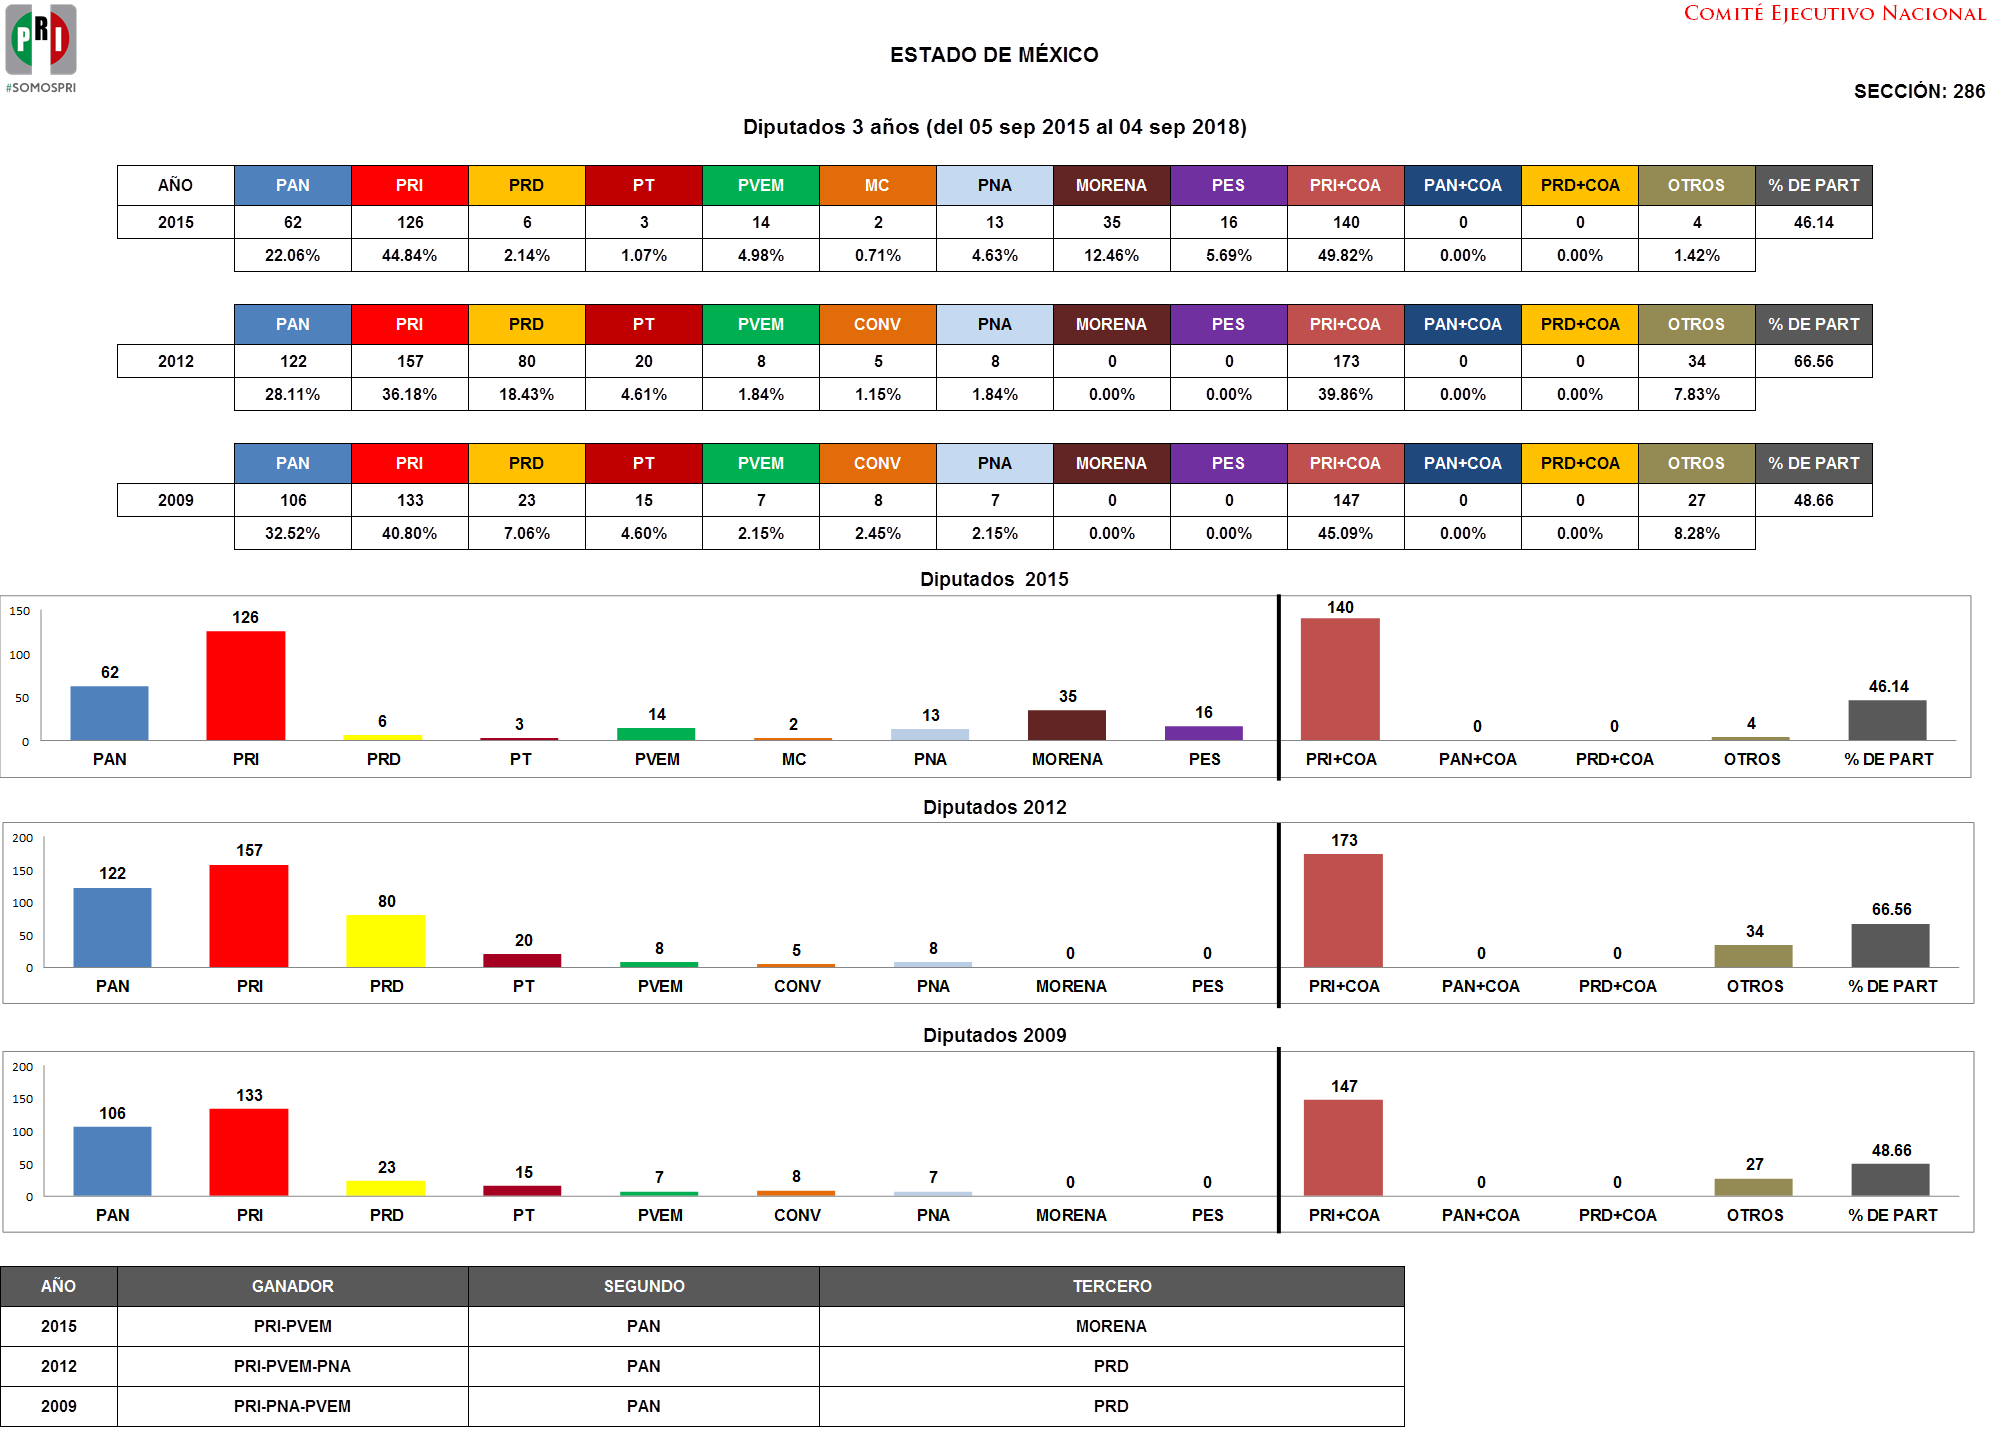 PRI
#SOMOSPRI
COMITÉ EJECUTIVO NACIONAL
ESTADO DE MÉXICO
SECCIÓN: 286
Diputados 3 años (del 05 sep 2015 al 04 sep 2018)
AÑO PAN PRI PRD PT PVEM MC PNA MORENA PES PRI+COA PAN+COA PRD+COA OTROS % DE PART
2015 62 126 6 3 14 2 13 35 16 140 0 0 4 46.14
22.06% 44.84% 2.14% 1.07% 4.98% 0.71% 4.63% 12.46% 5.69% 49.82% 0.00% 0.00% 1.42%
PAN PRI PRD PT PVEM CONV PNA MORENA PES PRI+COA PAN+COA PRD+COA OTROS % DE PART
2012 122 157 80 20 8 5 8 0 0 173 0 0 34 66.56
28.11% 36.18% 18.43% 4.61% 1.84% 1.15% 1.84% 0.00% 0.00% 39.86% 0.00% 0.00% 7.83%
PAN PRI PRD PT PVEM CONV PNA MORENA PES PRI+COA PAN+COA PRD+COA OTROS % DE PART
2009 106 133 23 15 7 8 7 0 0 147 0 0 27 48.66
32.52% 40.80% 7.06% 4.60% 2.15% 2.45% 2.15% 0.00% 0.00% 45.09% 0.00% 0.00% 8.28%
Diputados 2015
150
100
50
0
62 126 6 3 14 2 13 35 16 140 0 0 4 46.14
PAN PRI PRD PT PVEM MC PNA MORENA PES PRI+COA PAN+COA PRD+COA OTROS % DE PART
Diputados 2012
200
150
100
50
0
122 157 80 20 8 5 8 0 0 173 0 0 34 66.56
PAN PRI PRD PT PVEM CONV PNA MORENA PES PRI+COA PAN+COA PRD+COA OTROS % DE PART
Diputados 2009
200
150
100
50
0
106 133 23 15 7 8 7 0 0 147 0 0 27 48.66
PAN PRI PRD PT PVEM CONV PNA MORENA PES PRI+COA PAN+COA PRD+COA OTROS % DE PART
AÑO GANADOR SEGUNDO TERCERO
2015 PRI-PVEM PAN MORENA
2012 PRI-PVEM-PNA PAN PRD
2009 PRI-PNA-PVEM PAN PRD